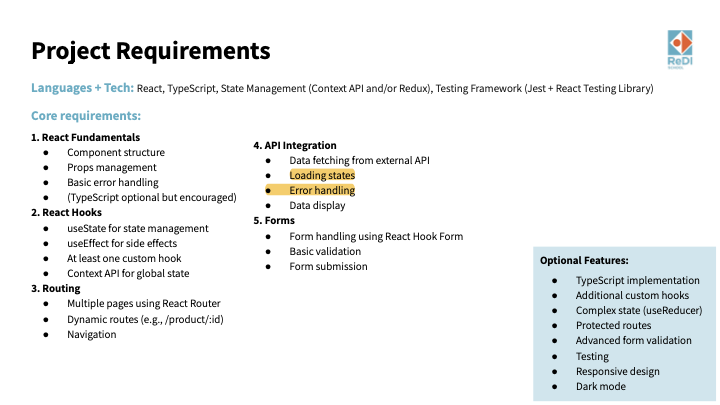 Project Requirements
ReDI
Languages + Tech: React, TypeScript, State Management (Context API and/or Redux), Testing Framework (Jest + React Testing Library)
Core requirements:
1. React Fundamentals
● Component structure
● Props management
● Basic error handling
● (TypeScript optional but encouraged)
2. React Hooks
● useState for state management
● useEffect for side effects
● At least one custom hook
● Context API for global state
3. Routing
● Multiple pages using React Router
● Dynamic routes (e.g., /product/:id)
● Navigation
4. API Integration
● Data fetching from external API
● Loading states
● Error handling
● Data display
5. Forms
● Form handling using React Hook Form
● Basic validation
● Form submission
Optional Features:
● TypeScript implementation
● Additional custom hooks
● Complex state (useReducer)
● Protected routes
● Advanced form validation
● Testing
● Responsive design
● Dark mode